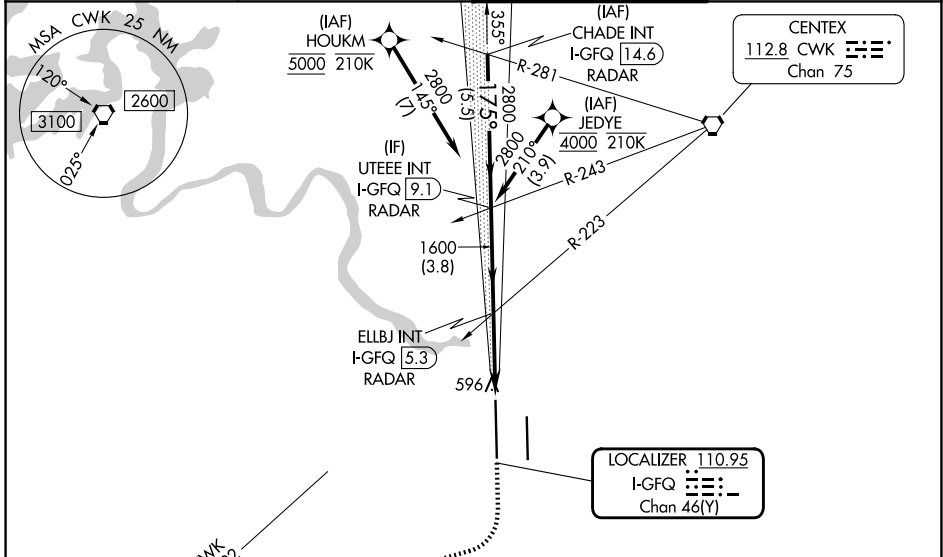 MSA CWK 25 NM
120°
3100
2600
025°
(IAF)
HOUKM
5000 210K
2800
145°
(7)
355°
(IAF)
CHADE INT
I-GFQ 14.6
RADAR
R-281
CENTEX
112.8 CWK
Chan 75
175°
(5.5)
2800
(IAF)
JEDYE
4000 210K
2800
210°
(3.9)
R-243
(IF)
UTEEE INT
I-GFQ 9.1
RADAR
R-223
1600
(3.8)
ELLBJ INT
I-GFQ 5.3
RADAR
596
LOCALIZER 110.95
I-GFQ
Chan 46(Y)